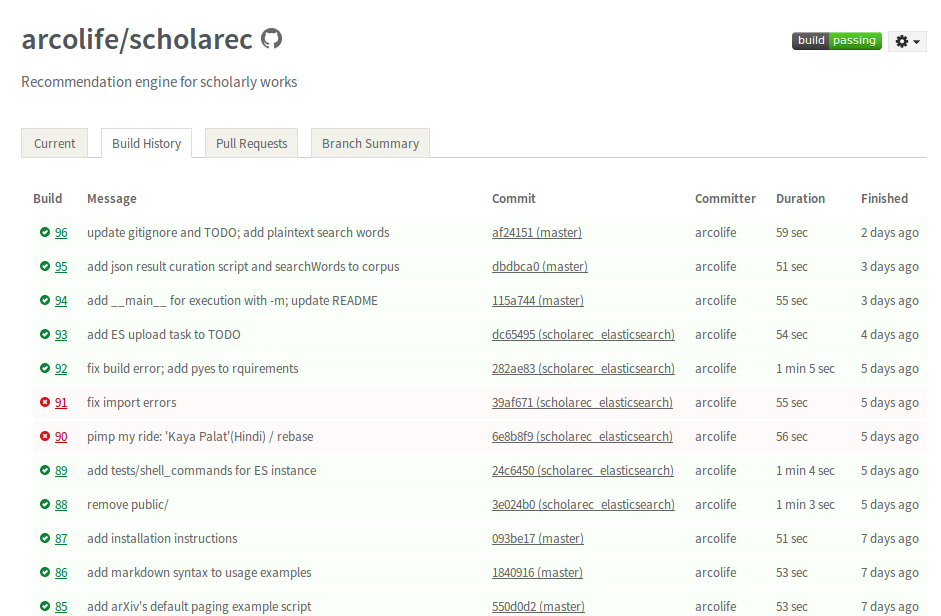 arcolife/scholarec
build passing
Recommendation engine for scholarly works
Current Build History Pull Requests Branch Summary
Build Message Commit Committer Duration Finished
96 update gitignore and TODO; add plaintext search words af24151 (master) arcolife 59 sec 2 days ago
95 add json result curation script and searchWords to corpus dbdbca0 (master) arcolife 51 sec 3 days ago
94 add __main__ for execution with -m; update README 115a744 (master) arcolife 55 sec 3 days ago
93 add ES upload task to TODO dc65495 (scholarec_elasticsearch) arcolife 54 sec 4 days ago
92 fix build error; add pyes to rquirements 282ae83 (scholarec_elasticsearch) arcolife 1 min 5 sec 5 days ago
91 fix import errors 39af671 (scholarec_elasticsearch) arcolife 55 sec 5 days ago
90 pimp my ride: 'Kaya Palat'(Hindi) / rebase 6e8b8f9 (scholarec_elasticsearch) arcolife 56 sec 5 days ago
89 add tests/shell_commands for ES instance 24c6450 (scholarec_elasticsearch) arcolife 1 min 4 sec 5 days ago
88 remove public/ 3e024b0 (scholarec_elasticsearch) arcolife 1 min 3 sec 5 days ago
87 add installation instructions 093be17 (master) arcolife 51 sec 7 days ago
86 add markdown syntax to usage examples 1840916 (master) arcolife 53 sec 7 days ago
85 add arXiv's default paging example script 550d0d2 (master) arcolife 53 sec 7 days ago